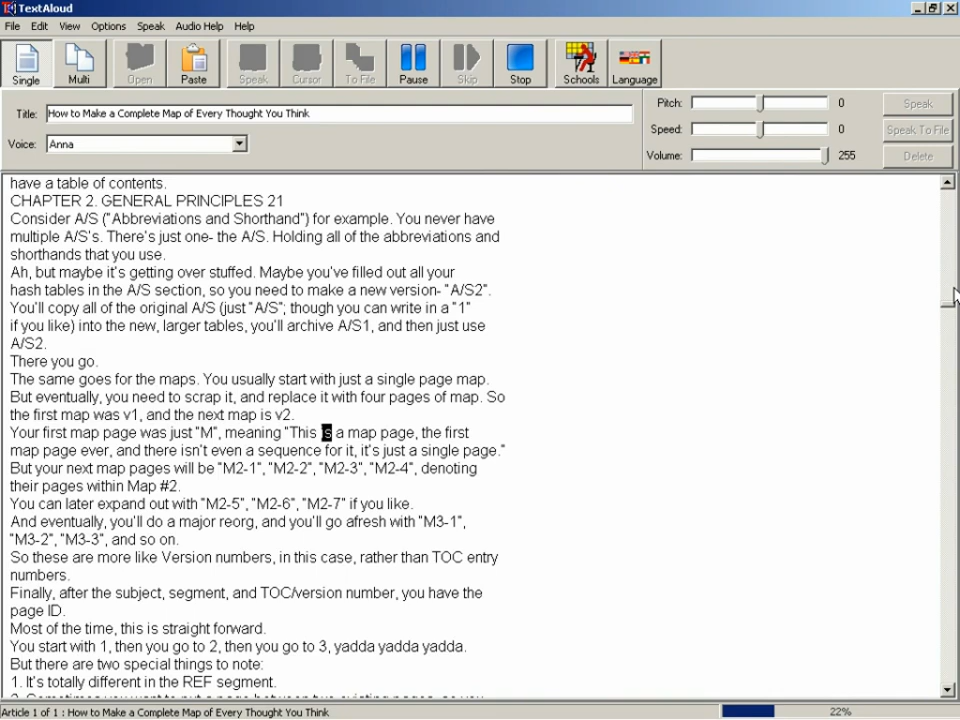 TextAloud
File Edit View Options Speak Audio Help Help
Single Multi Open Paste Speak Cursor To File Pause Skip Stop Schools Language
Title: How to Make a Complete Map of Every Thought You Think
Voice: Anna
Pitch: 0 Speak
Speed: 0 Speak To File
Volume: 255 Delete
have a table of contents.
CHAPTER 2. GENERAL PRINCIPLES 21
Consider A/S ("Abbreviations and Shorthand") for example. You never have
multiple A/S's. There's just one- the A/S. Holding all of the abbreviations and
shorthands that you use.
Ah, but maybe it's getting over stuffed. Maybe you've filled out all your
hash tables in the A/S section, so you need to make a new version- "A/S2".
You'll copy all of the original A/S (just "A/S"; though you can write in a "1"
if you like) into the new, larger tables, you'll archive A/S1, and then just use
A/S2.
There you go.
The same goes for the maps. You usually start with just a single page map.
But eventually, you need to scrap it, and replace it with four pages of map. So
the first map was v1, and the next map is v2.
Your first map page was just "M", meaning "This is a map page, the first
map page ever, and there isn't even a sequence for it, it's just a single page."
But your next map pages will be "M2-1", "M2-2", "M2-3", "M2-4", denoting
their pages within Map #2.
You can later expand out with "M2-5", "M2-6", "M2-7" if you like.
And eventually, you'll do a major reorg, and you'll go afresh with "M3-1",
"M3-2", "M3-3", and so on.
So these are more like Version numbers, in this case, rather than TOC entry
numbers.
Finally, after the subject, segment, and TOC/version number, you have the
page ID.
Most of the time, this is straight forward.
You start with 1, then you go to 2, then you go to 3, yadda yadda yadda.
But there are two special things to note:
1. It's totally different in the REF segment.
2. Sometimes you want to put a page between two existing pages, so you
Article 1 of 1 : How to Make a Complete Map of Every Thought You Think 22%